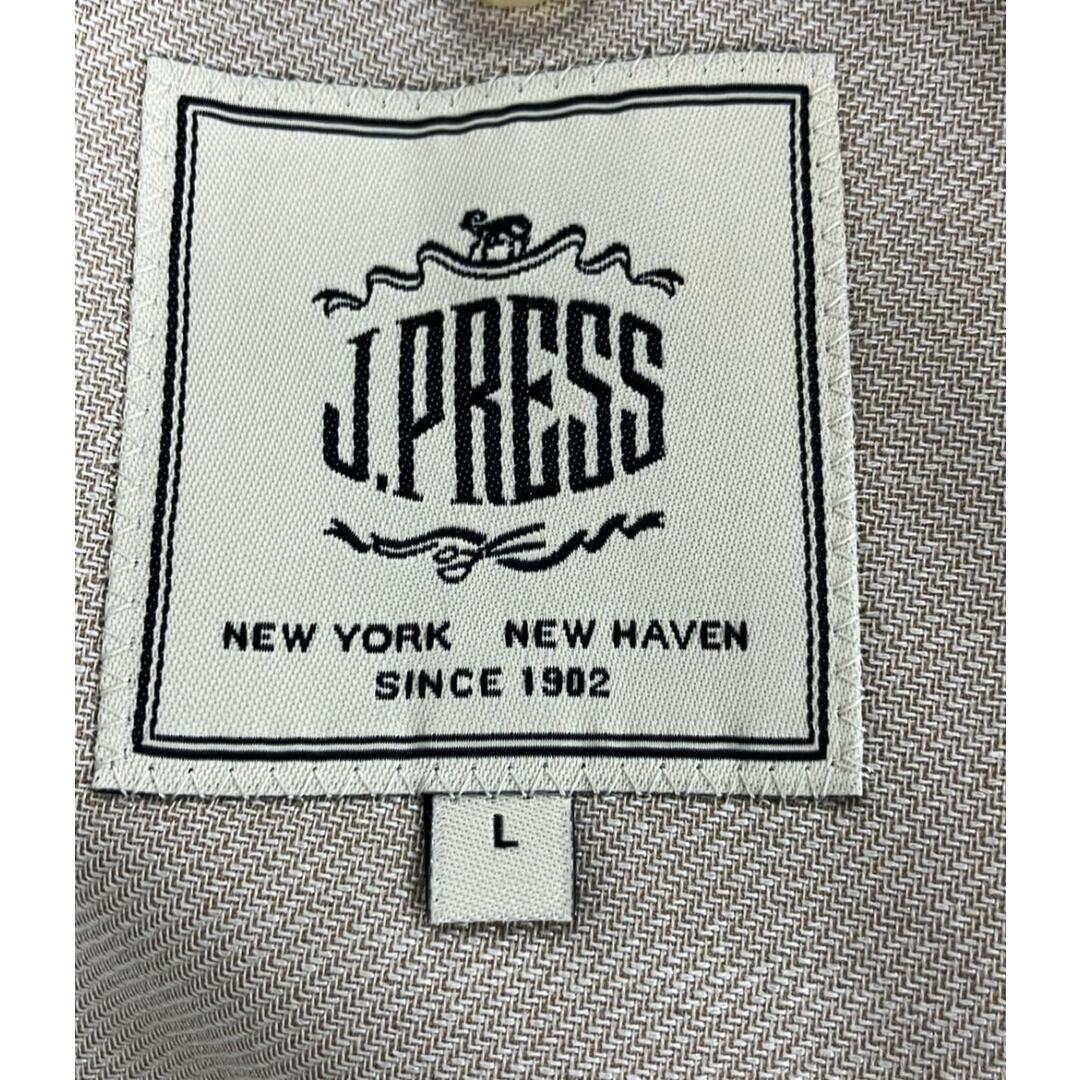 J.PRESS
NEW YORK NEW HAVEN
SINCE 1902
L